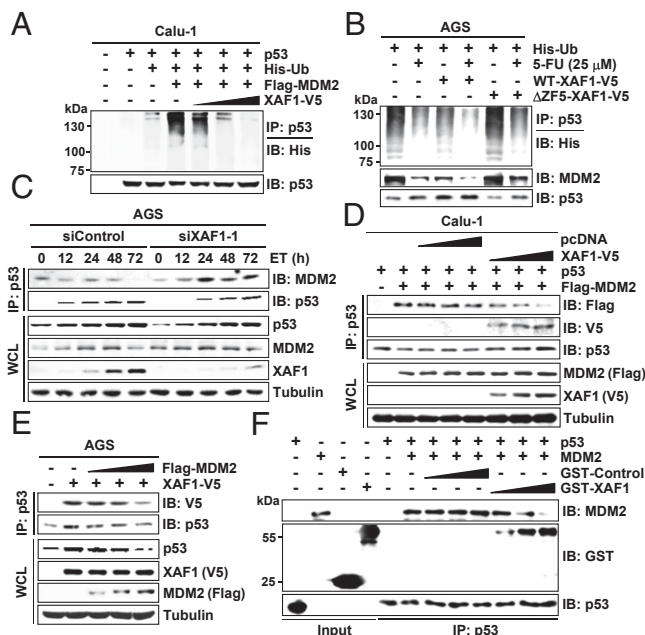 A
Calu-1
- + + + + + + p53
- - + + + + + His-Ub
- - - + + + + Flag-MDM2
- - - - XAF1-V5
kDa
130
100
75
IP: p53
IB: His
IB: p53
B
AGS
+ + + + + + His-Ub
- + - + - + 5-FU (25 μM)
- - + + - - WT-XAF1-V5
- - - - + + ΔZF5-XAF1-V5
kDa
130
100
75
IP: p53
IB: His
IB: MDM2
IB: p53
C
AGS
siControl siXAF1-1
0 12 24 48 72 0 12 24 48 72 ET (h)
IP: p53
IB: MDM2
IB: p53
WCL
p53
MDM2
XAF1
Tubulin
D
Calu-1
pcDNA
XAF1-V5
+ + + + + + + + p53
- + + + + + + + Flag-MDM2
IP: p53
IB: Flag
IB: V5
IB: p53
WCL
MDM2 (Flag)
XAF1 (V5)
Tubulin
E
AGS
- - Flag-MDM2
- + + + + XAF1-V5
IP: p53
IB: V5
IB: p53
WCL
p53
XAF1 (V5)
MDM2 (Flag)
Tubulin
F
+ - - - + + + + + + + + p53
- + - - - + + + + + + + MDM2
- - + - - - - - - GST-Control
- - - + - - - - - GST-XAF1
kDa
55
25
IB: MDM2
IB: GST
IB: p53
Input IP: p53